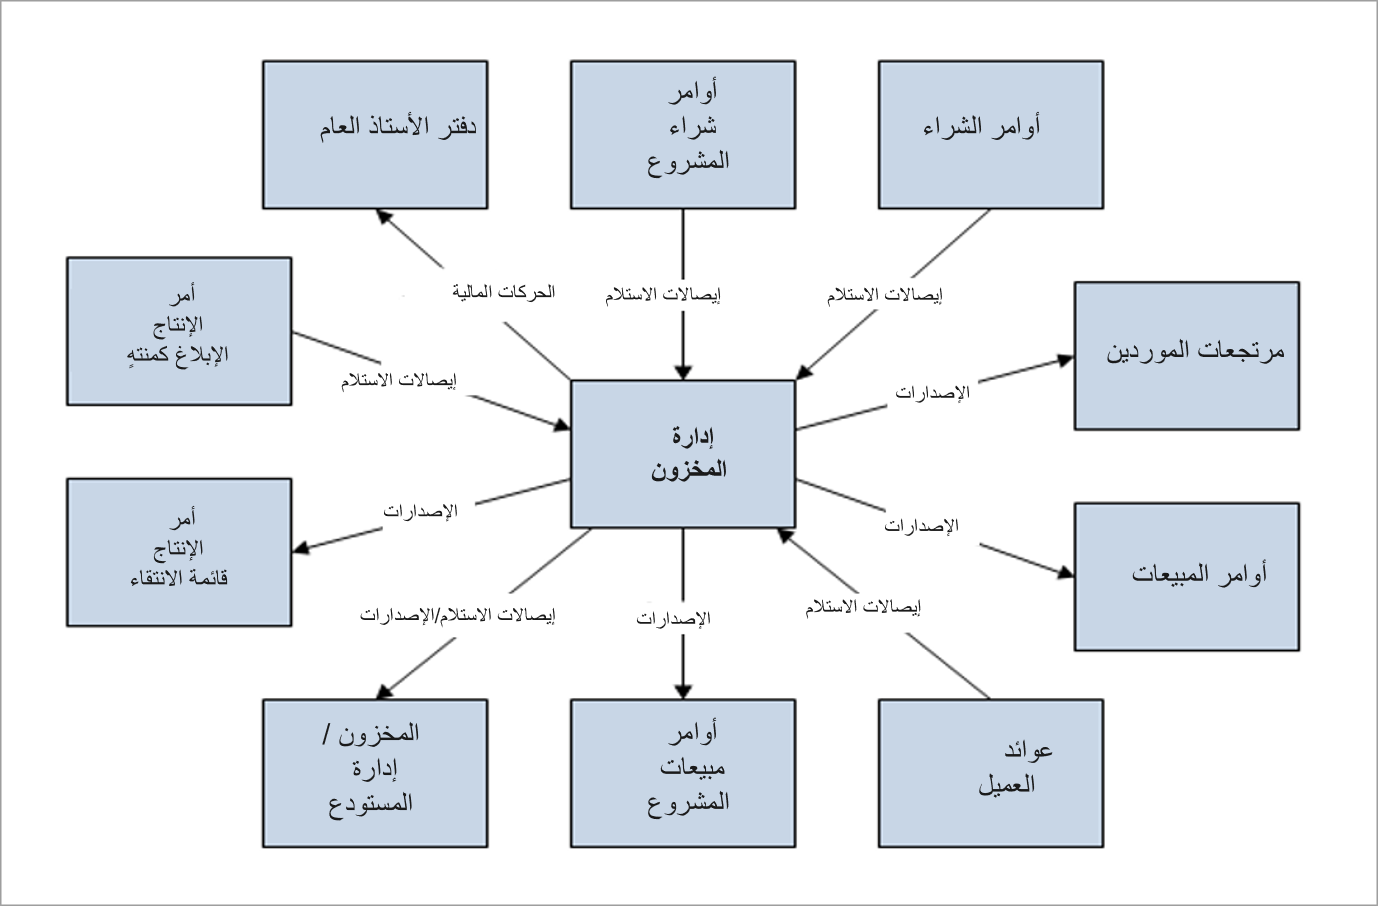 أوامر الشراء
أوامر
شراء
المشروع
دفتر الأستاذ العام
إيصالات الاستلام
إيصالات الاستلام
الحركات المالية
أمر
الإنتاج
الإبلاغ كمنتهٍ
إيصالات الاستلام
مرتجعات الموردين
الإصدارات
إدارة
المخزون
الإصدارات
أوامر المبيعات
الإصدارات
أمر
الإنتاج
قائمة الانتقاء
إيصالات الاستلام
الإصدارات
إيصالات الاستلام/الإصدارات
عوائد
العميل
أوامر
مبيعات
المشروع
المخزون /
إدارة
المستودع